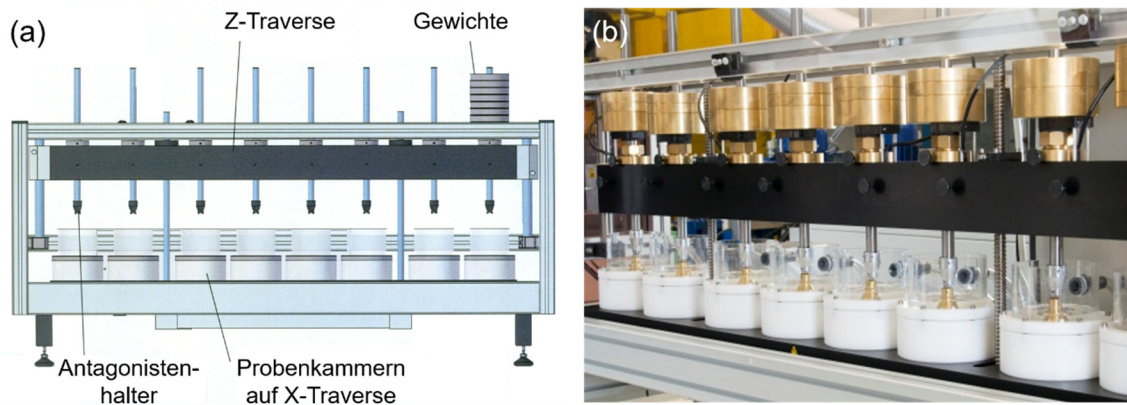 (a)
Z-Traverse
Gewichte
(b)
Antagonisten-
halter
Probenkammern
auf X-Traverse